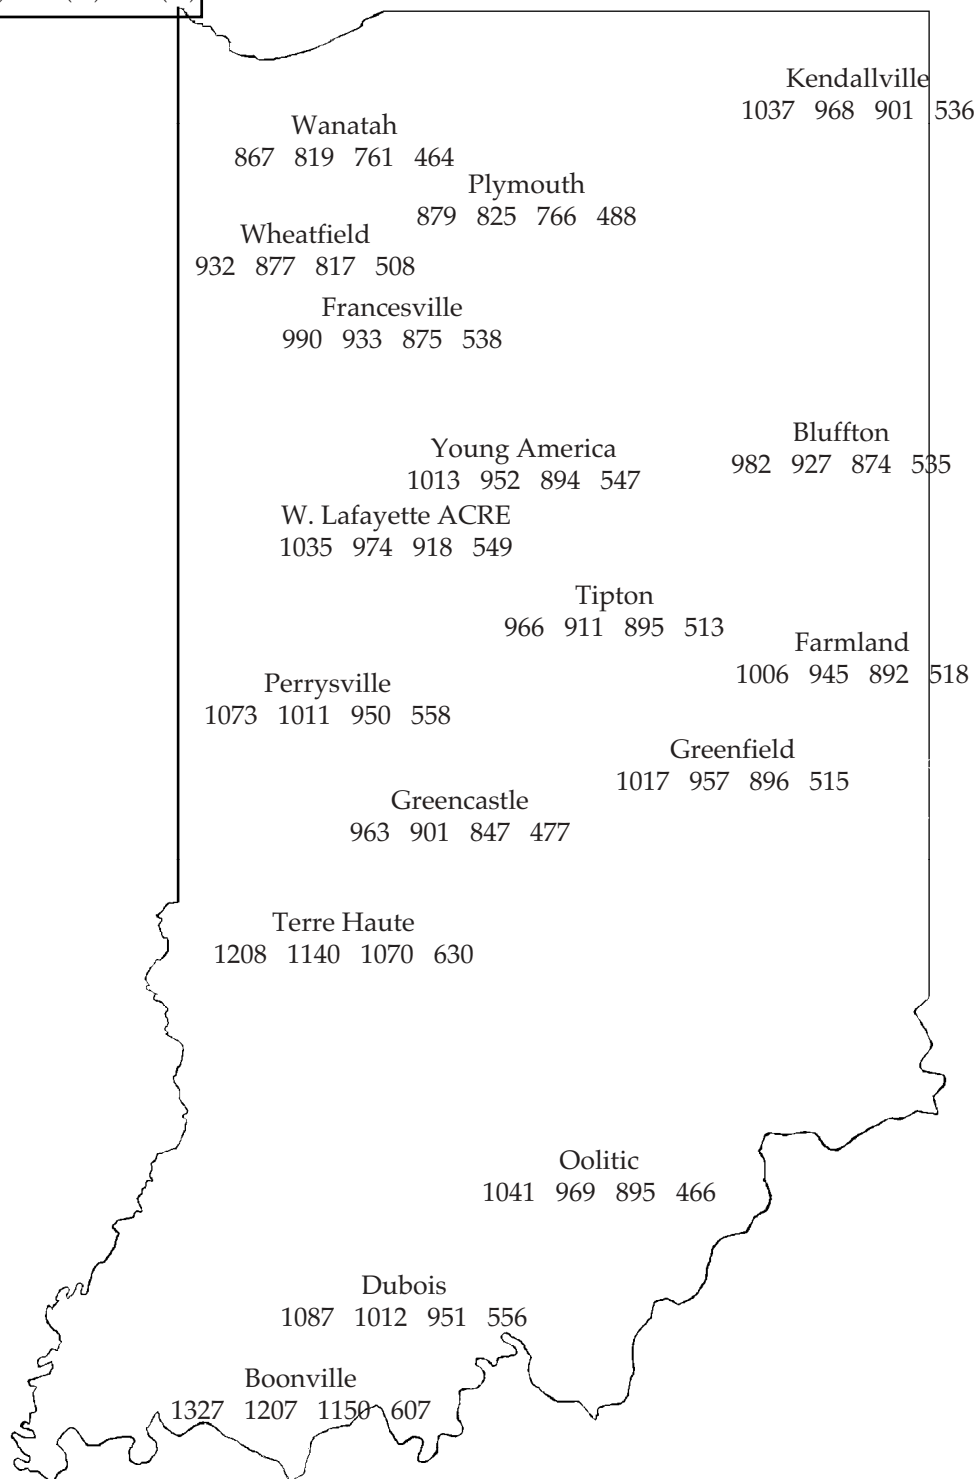 Kendallville
1037 968 901 536
Wanatah
867 819 761 464
Plymouth
879 825 766 488
Wheatfield
932 877 817 508
Francesville
990 933 875 538
Bluffton
982 927 874 535
Young America
1013 952 894 547
W. Lafayette ACRE
1035 974 918 549
Tipton
966 911 895 513
Farmland
1006 945 892 518
Perrysville
1073 1011 950 558
Greenfield
1017 957 896 515
Greencastle
963 901 847 477
Terre Haute
1208 1140 1070 630
Oolitic
1041 969 895 466
Dubois
1087 1012 951 556
Boonville
1327 1207 1150 607